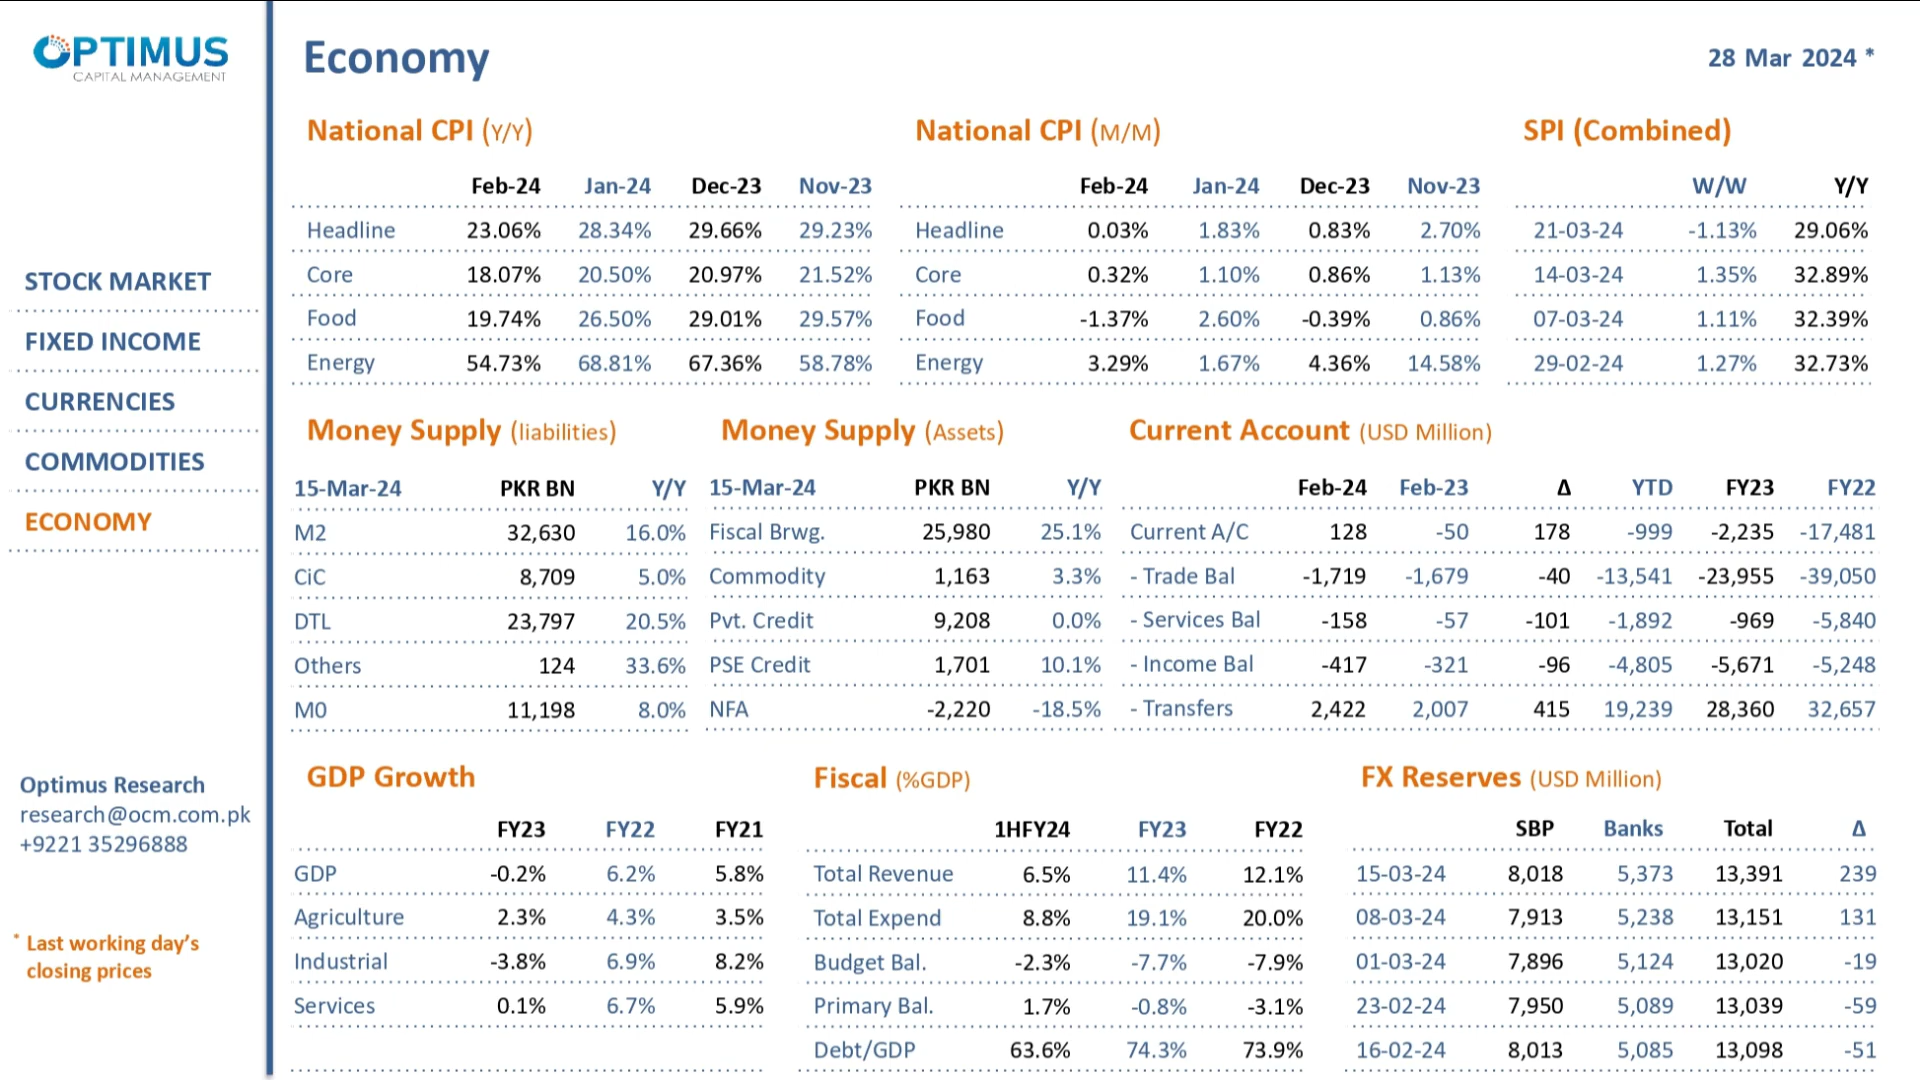 OPTIMUS
CAPITAL MANAGEMENT
STOCK MARKET
FIXED INCOME
CURRENCIES
COMMODITIES
ECONOMY
Optimus Research
research@ocm.com.pk
+9221 35296888
* Last working day's
closing prices
Economy
28 Mar 2024 *
National CPI (Y/Y)
Feb-24 Jan-24 Dec-23 Nov-23
Headline 23.06% 28.34% 29.66% 29.23%
Core 18.07% 20.50% 20.97% 21.52%
Food 19.74% 26.50% 29.01% 29.57%
Energy 54.73% 68.81% 67.36% 58.78%
National CPI (M/M)
Feb-24 Jan-24 Dec-23 Nov-23
Headline 0.03% 1.83% 0.83% 2.70%
Core 0.32% 1.10% 0.86% 1.13%
Food -1.37% 2.60% -0.39% 0.86%
Energy 3.29% 1.67% 4.36% 14.58%
SPI (Combined)
W/W Y/Y
21-03-24 -1.13% 29.06%
14-03-24 1.35% 32.89%
07-03-24 1.11% 32.39%
29-02-24 1.27% 32.73%
Money Supply (liabilities)
15-Mar-24 PKR BN Y/Y
M2 32,630 16.0%
CiC 8,709 5.0%
DTL 23,797 20.5%
Others 124 33.6%
M0 11,198 8.0%
Money Supply (Assets)
15-Mar-24 PKR BN Y/Y
Fiscal Brwg. 25,980 25.1%
Commodity 1,163 3.3%
Pvt. Credit 9,208 0.0%
PSE Credit 1,701 10.1%
NFA -2,220 -18.5%
Current Account (USD Million)
Feb-24 Feb-23 Δ YTD FY23 FY22
Current A/C 128 -50 178 -999 -2,235 -17,481
- Trade Bal -1,719 -1,679 -40 -13,541 -23,955 -39,050
- Services Bal -158 -57 -101 -1,892 -969 -5,840
- Income Bal -417 -321 -96 -4,805 -5,671 -5,248
- Transfers 2,422 2,007 415 19,239 28,360 32,657
GDP Growth
FY23 FY22 FY21
GDP -0.2% 6.2% 5.8%
Agriculture 2.3% 4.3% 3.5%
Industrial -3.8% 6.9% 8.2%
Services 0.1% 6.7% 5.9%
Fiscal (%GDP)
1HFY24 FY23 FY22
Total Revenue 6.5% 11.4% 12.1%
Total Expend 8.8% 19.1% 20.0%
Budget Bal. -2.3% -7.7% -7.9%
Primary Bal. 1.7% -0.8% -3.1%
Debt/GDP 63.6% 74.3% 73.9%
FX Reserves (USD Million)
SBP Banks Total Δ
15-03-24 8,018 5,373 13,391 239
08-03-24 7,913 5,238 13,151 131
01-03-24 7,896 5,124 13,020 -19
23-02-24 7,950 5,089 13,039 -59
16-02-24 8,013 5,085 13,098 -51